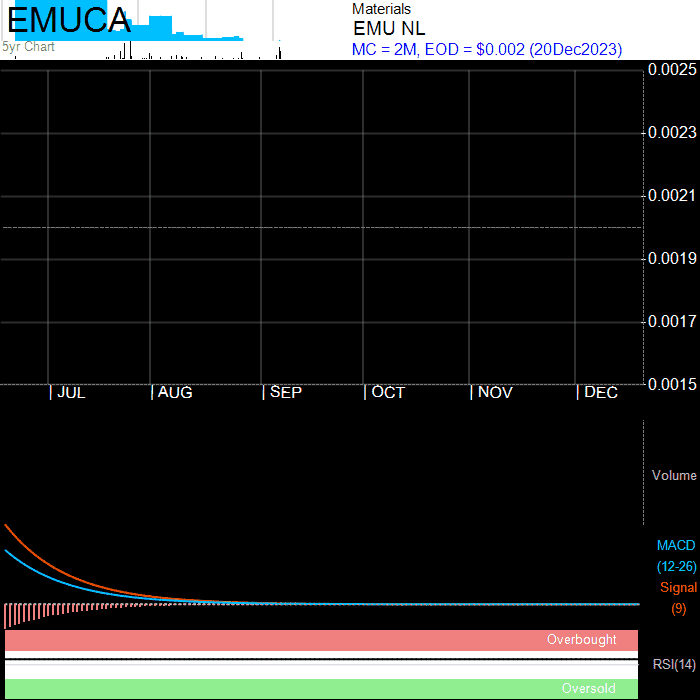 EMUCA
5yr Chart
Materials
EMU NL
MC = 2M, EOD = $0.002 (20Dec2023)
0.0025
0.0023
0.0021
0.0019
0.0017
0.0015
JUL
AUG
SEP
OCT
NOV
DEC
Volume
MACD
(12-26)
Signal
(9)
Overbought
RSI(14)
Oversold